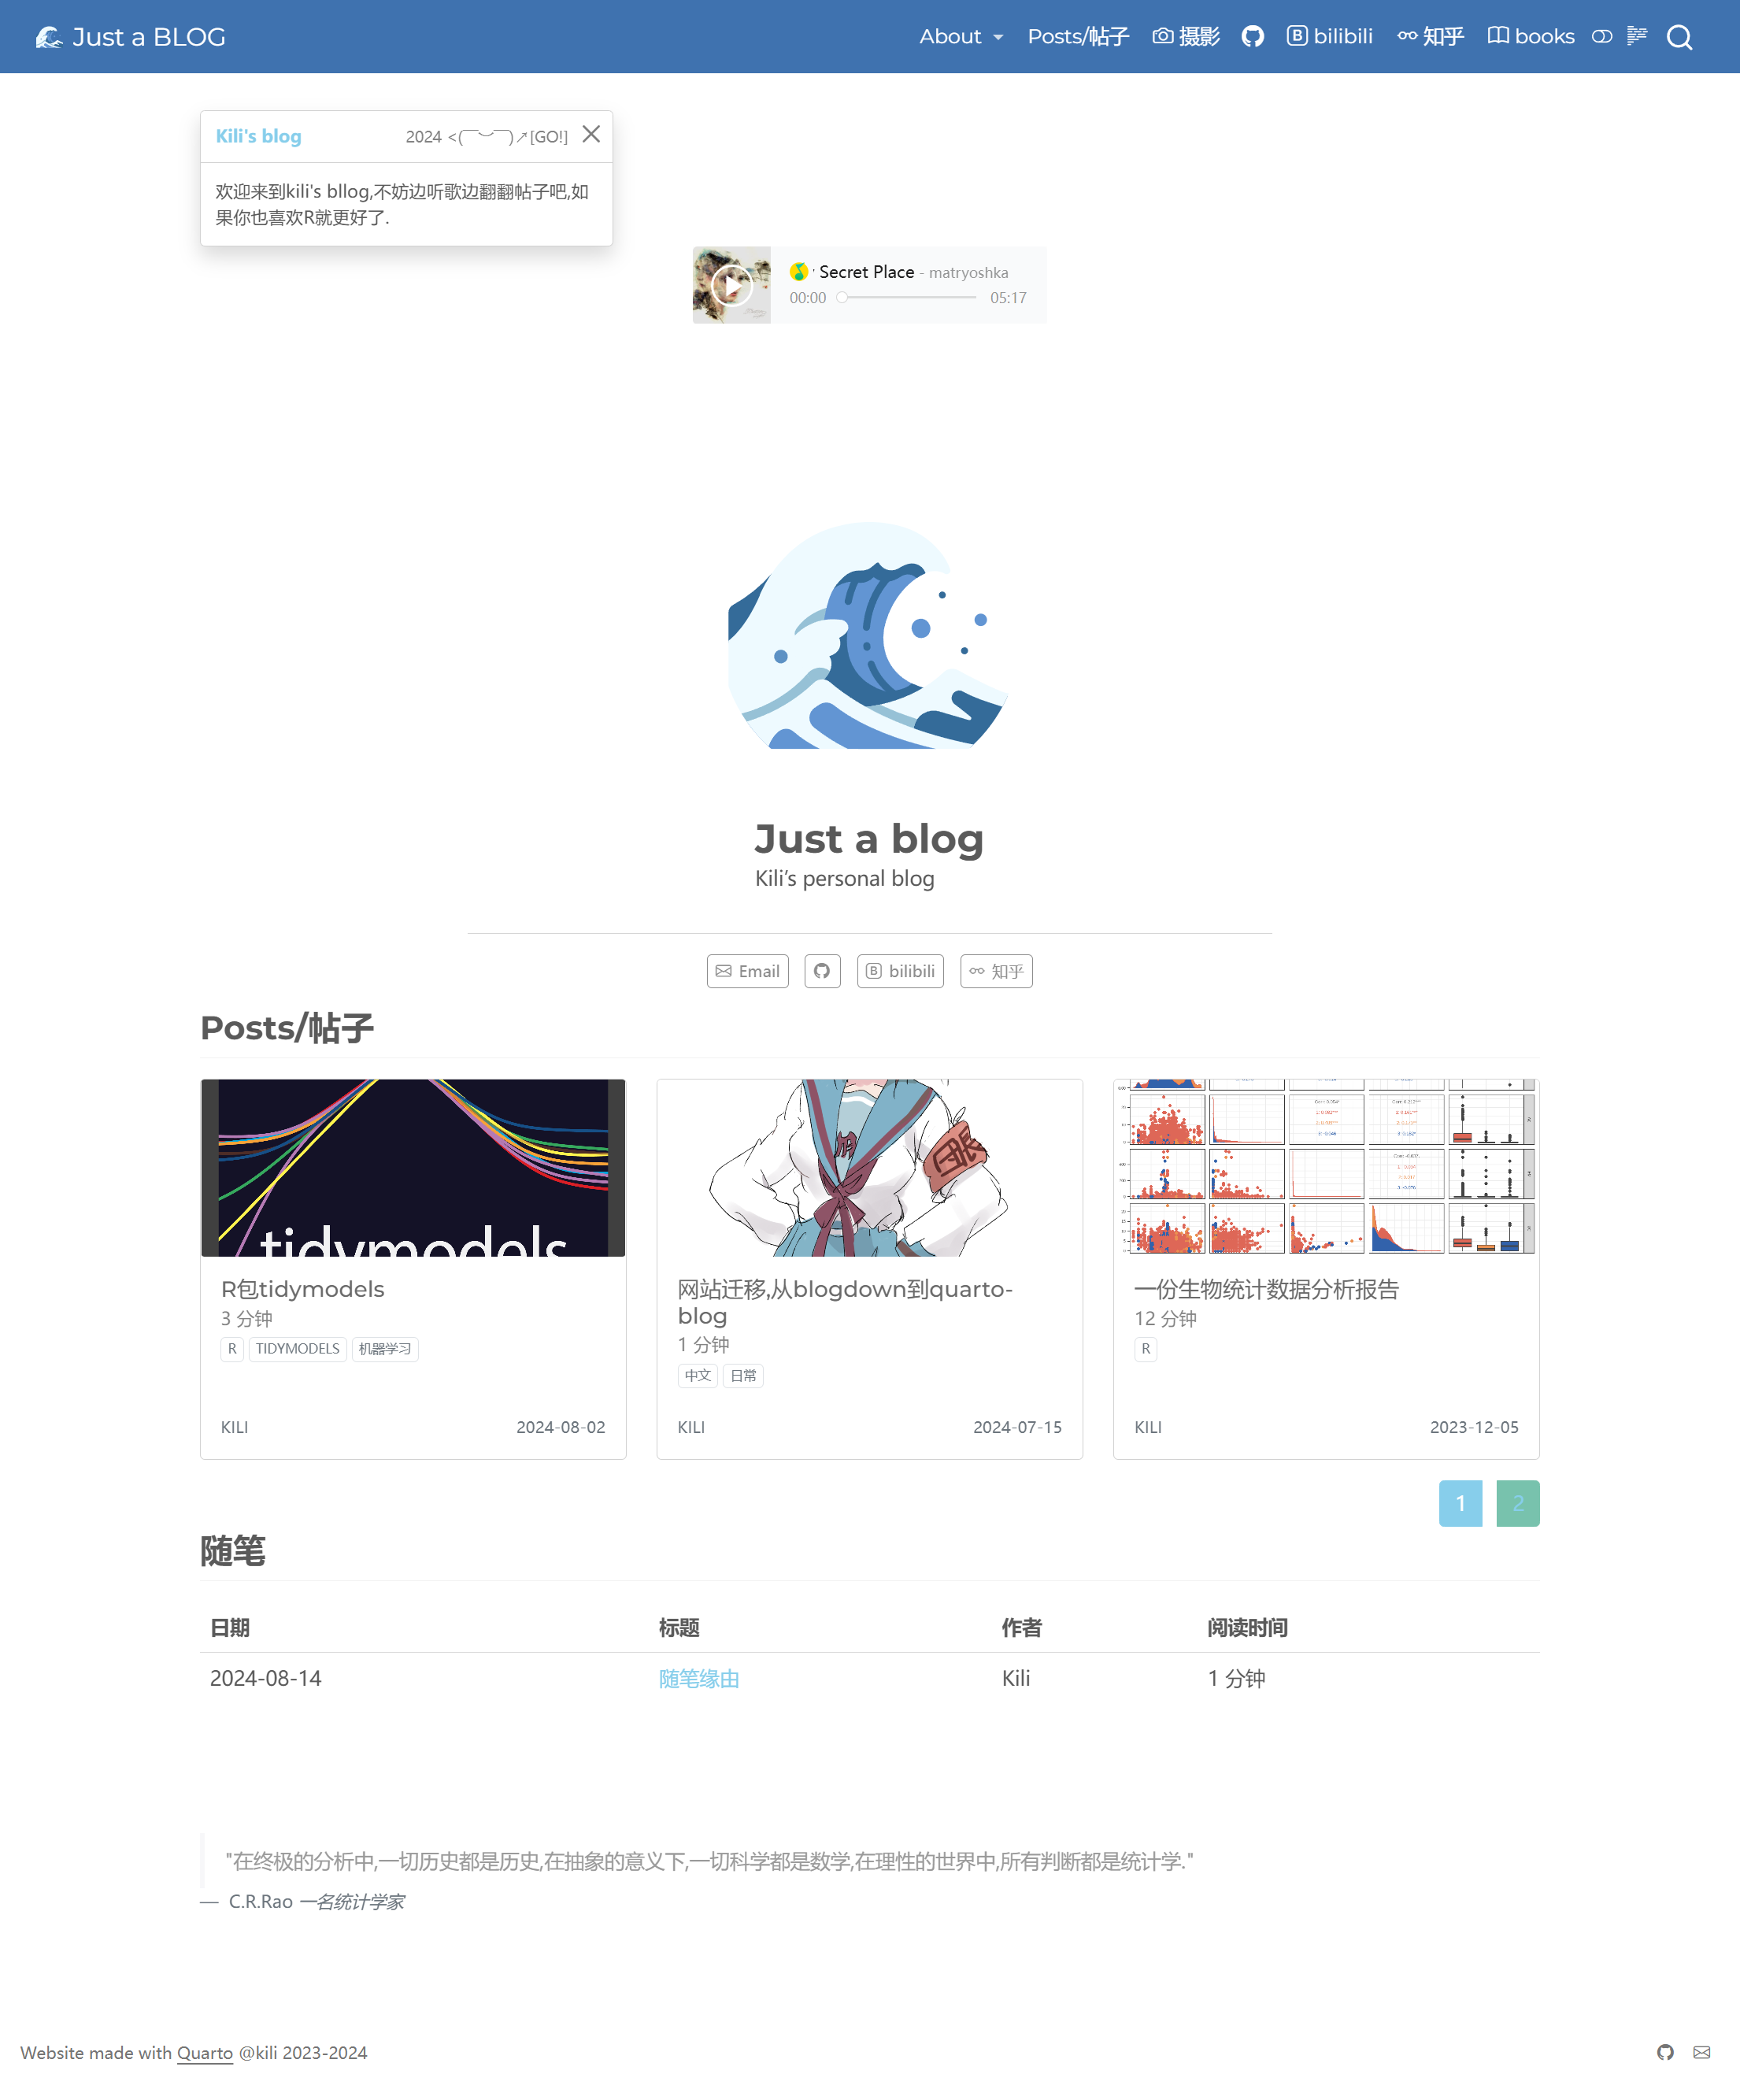 Just a BLOG
About
Posts/帖子
摄影
bilibili
知乎
books
Kili's blog
2024 <(￣︶￣)↗[GO!]
欢迎来到kili's bllog,不妨边听歌边翻翻帖子吧,如
果你也喜欢R就更好了.
Secret Place - matryoshka
00:00
05:17
Just a blog
Kili's personal blog
Email
bilibili
知乎
Posts/帖子
tidymodels
R包tidymodels
3 分钟
R
TIDYMODELS
机器学习
KILI
2024-08-02
网站迁移,从blogdown到quarto-
blog
1 分钟
中文
日常
KILI
2024-07-15
一份生物统计数据分析报告
12 分钟
R
KILI
2023-12-05
1
2
随笔
日期
标题
作者
阅读时间
2024-08-14
随笔缘由
Kili
1 分钟
"在终极的分析中,一切历史都是历史,在抽象的意义下,一切科学都是数学,在理性的世界中,所有判断都是统计学."
— C.R.Rao 一名统计学家
Website made with Quarto @kili 2023-2024